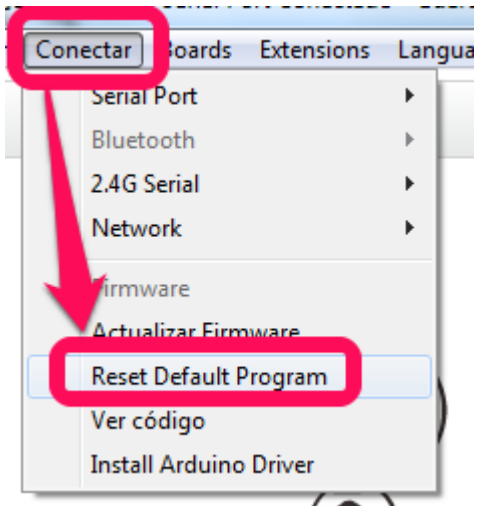 Conectar Boards Extensions Langua
Serial Port
Bluetooth
2.4G Serial
Network
Firmware
Actualizar Firmware
Reset Default Program
Ver código
Install Arduino Driver